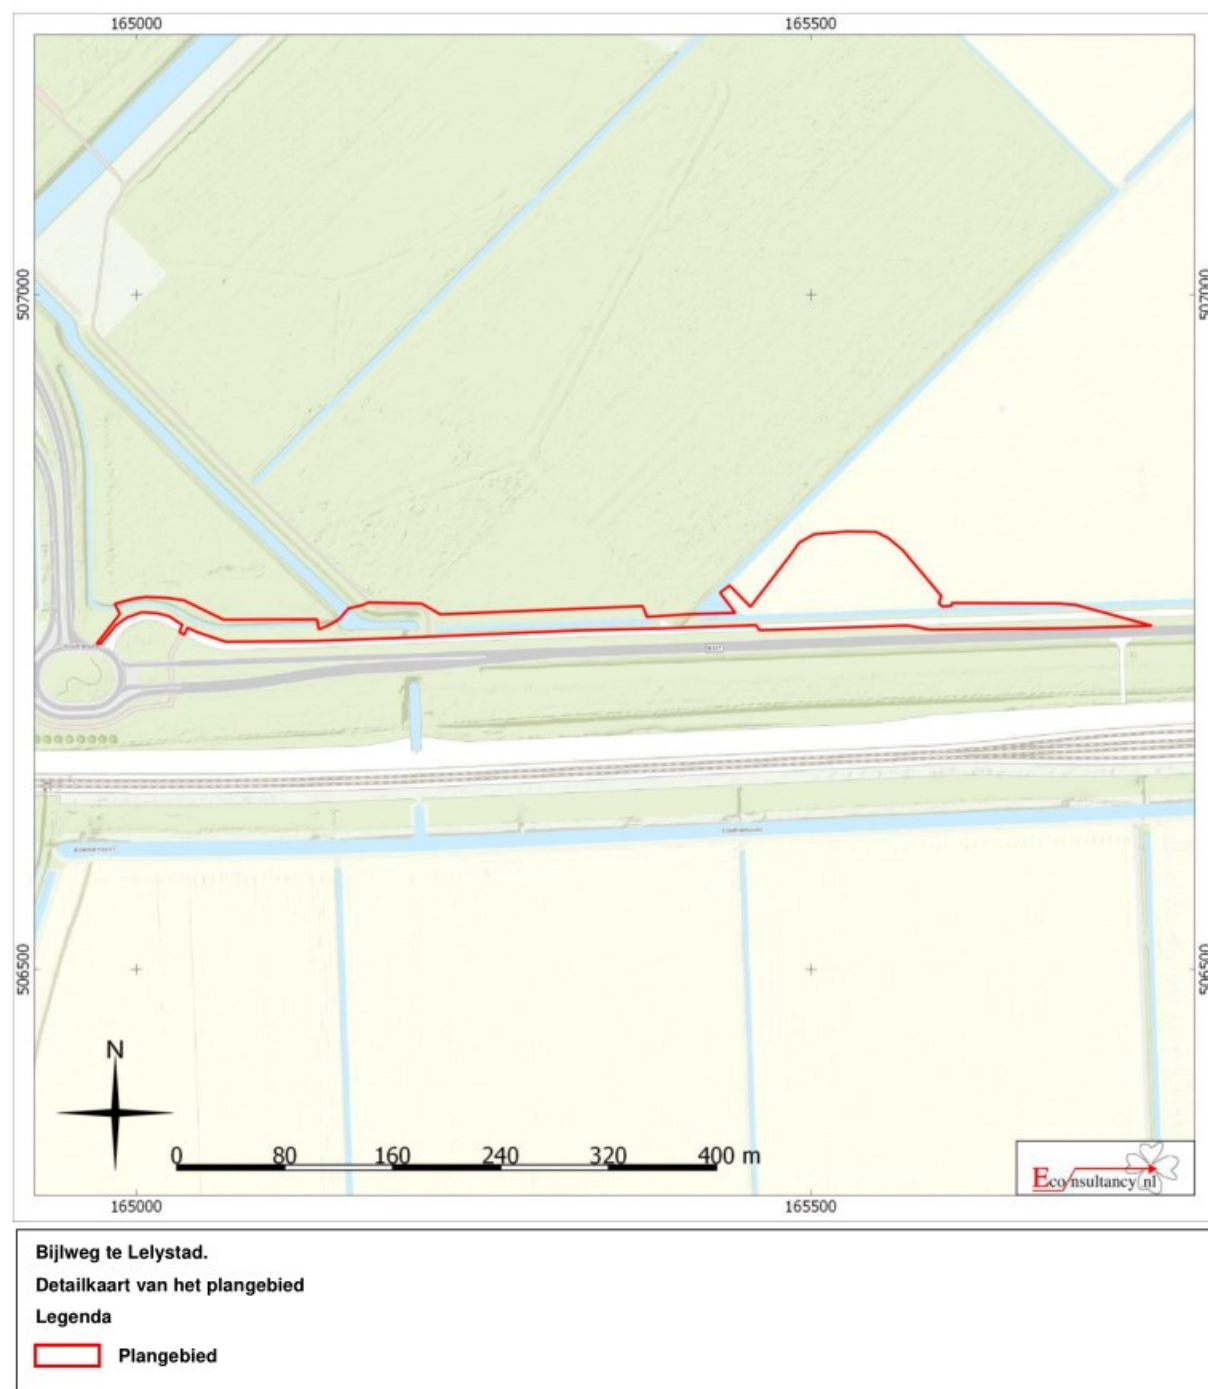 165000 165500
507000 507000
506500 506500
N
0 80 160 240 320 400 m
Econsultancy.nl
165000 165500
Bijlweg te Lelystad.
Detailkaart van het plangebied
Legenda
Plangebied